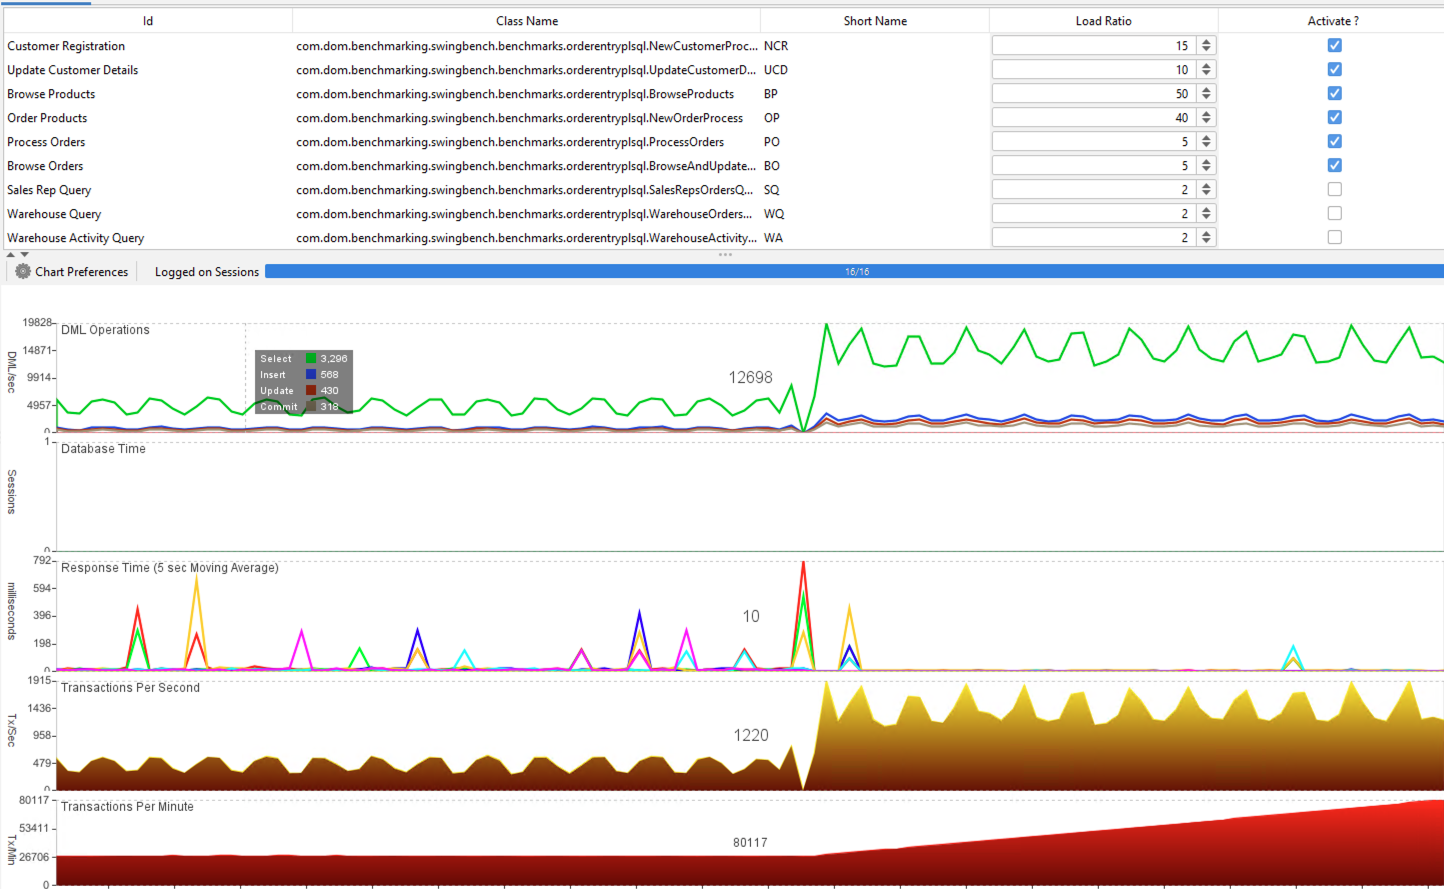 Id Class Name Short Name Load Ratio Activate ?
Customer Registration com.dom.benchmarking.swingbench.benchmarks.orderentryplsql.NewCustomerProc... NCR 15
Update Customer Details com.dom.benchmarking.swingbench.benchmarks.orderentryplsql.UpdateCustomerD... UCD 10
Browse Products com.dom.benchmarking.swingbench.benchmarks.orderentryplsql.BrowseProducts BP 50
Order Products com.dom.benchmarking.swingbench.benchmarks.orderentryplsql.NewOrderProcess OP 40
Process Orders com.dom.benchmarking.swingbench.benchmarks.orderentryplsql.ProcessOrders PO 5
Browse Orders com.dom.benchmarking.swingbench.benchmarks.orderentryplsql.BrowseAndUpdate... BO 5
Sales Rep Query com.dom.benchmarking.swingbench.benchmarks.orderentryplsql.SalesRepsOrdersQ... SQ 2
Warehouse Query com.dom.benchmarking.swingbench.benchmarks.orderentryplsql.WarehouseOrders... WQ 2
Warehouse Activity Query com.dom.benchmarking.swingbench.benchmarks.orderentryplsql.WarehouseActivity... WA 2
Chart Preferences Logged on Sessions 16/16
DML Operations
DML/sec
19828
14871
9914
4957
0
Select 3,296
Insert 568
Update 430
Commit 318
12698
Database Time
Sessions
1
0
Response Time (5 sec Moving Average)
milliseconds
792
594
396
198
0
10
Transactions Per Second
Tx/Sec
1915
1436
958
479
0
1220
Transactions Per Minute
Tx/Min
80117
53411
26706
0
80117